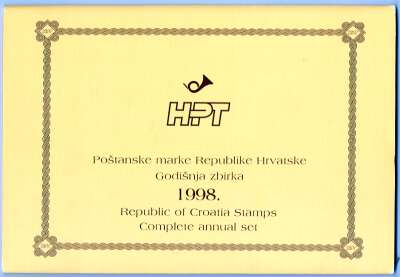 HPT
Poštanske marke Republike Hrvatske
Godišnja zbirka
1998.
Republic of Croatia Stamps
Complete annual set